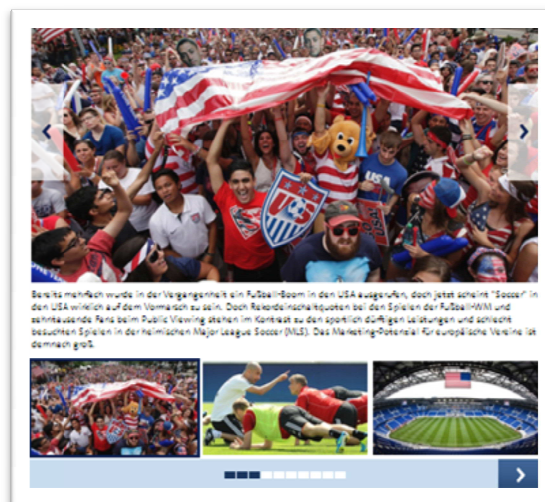 USA
Bereits mehrfach wurde in der Vergangenheit ein Fußball-Boom in den USA ausgerufen, doch jetzt scheint "Soccer" in
den USA wirklich auf dem Vormarsch zu sein. Doch Rekordeinschaltquoten bei den Spielen der Fußball-WM und
zehntausende Fans beim Public Viewing stehen im Kontrast zu den sportlich dürftigen Leistungen und schlecht
besuchten Spielen in der heimischen Major League Soccer (MLS). Das Marketing-Potenzial für europäische Vereine ist
demnach groß.